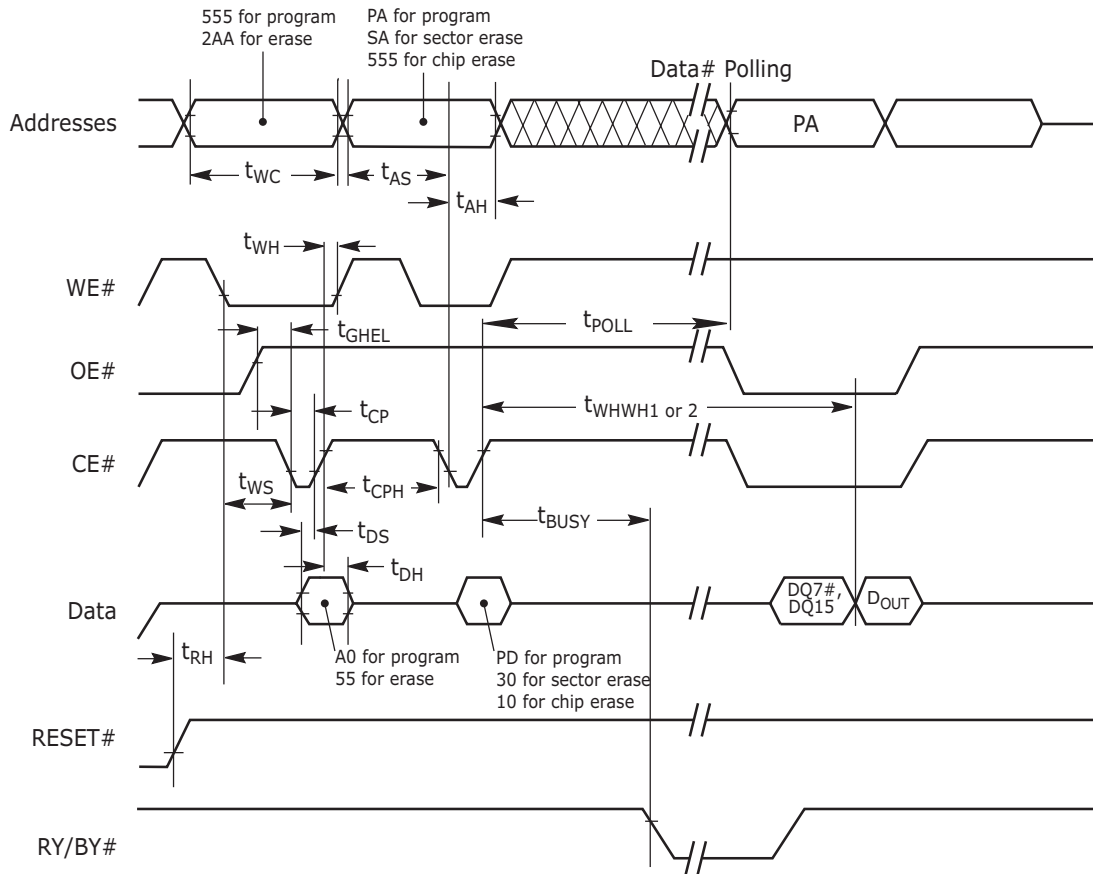 555 for program
2AA for erase
PA for program
SA for sector erase
555 for chip erase
Data# Polling
Addresses
PA
tWC
tAS
tAH
tWH
WE#
tGHEL
tPOLL
OE#
tCP
tWHWH1 or 2
CE#
tWS
tCPH
tBUSY
tDS
tDH
Data
DQ7#,
DQ15
DOUT
tRH
A0 for program
55 for erase
PD for program
30 for sector erase
10 for chip erase
RESET#
RY/BY#